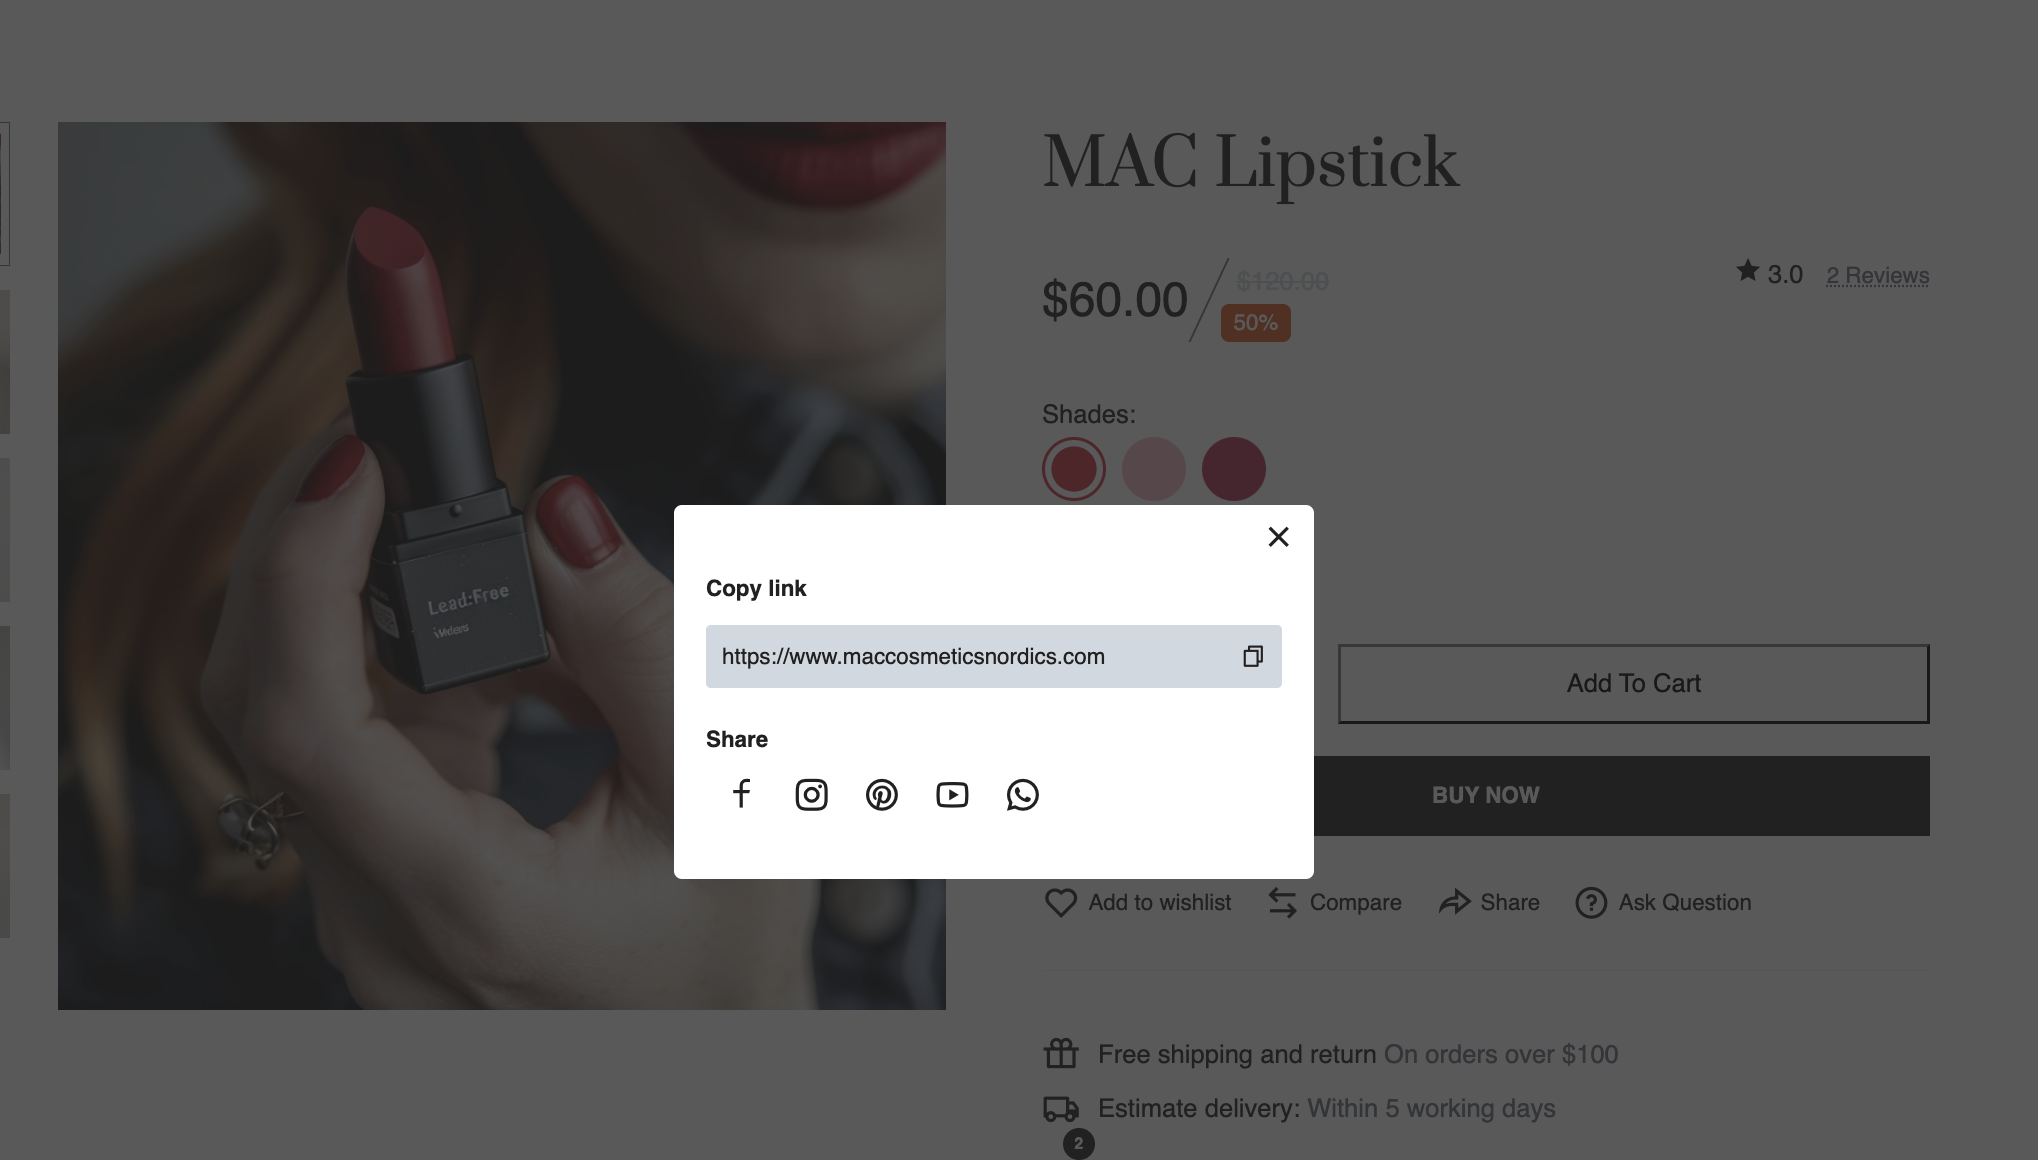 MAC Lipstick
$60.00
$120.00
50%
3.0
2 Reviews
Shades:
Lead:Free
Copy link
https://www.maccosmeticsnordics.com
Share
Add To Cart
BUY NOW
Add to wishlist
Compare
Share
Ask Question
Free shipping and return On orders over $100
Estimate delivery: Within 5 working days
2